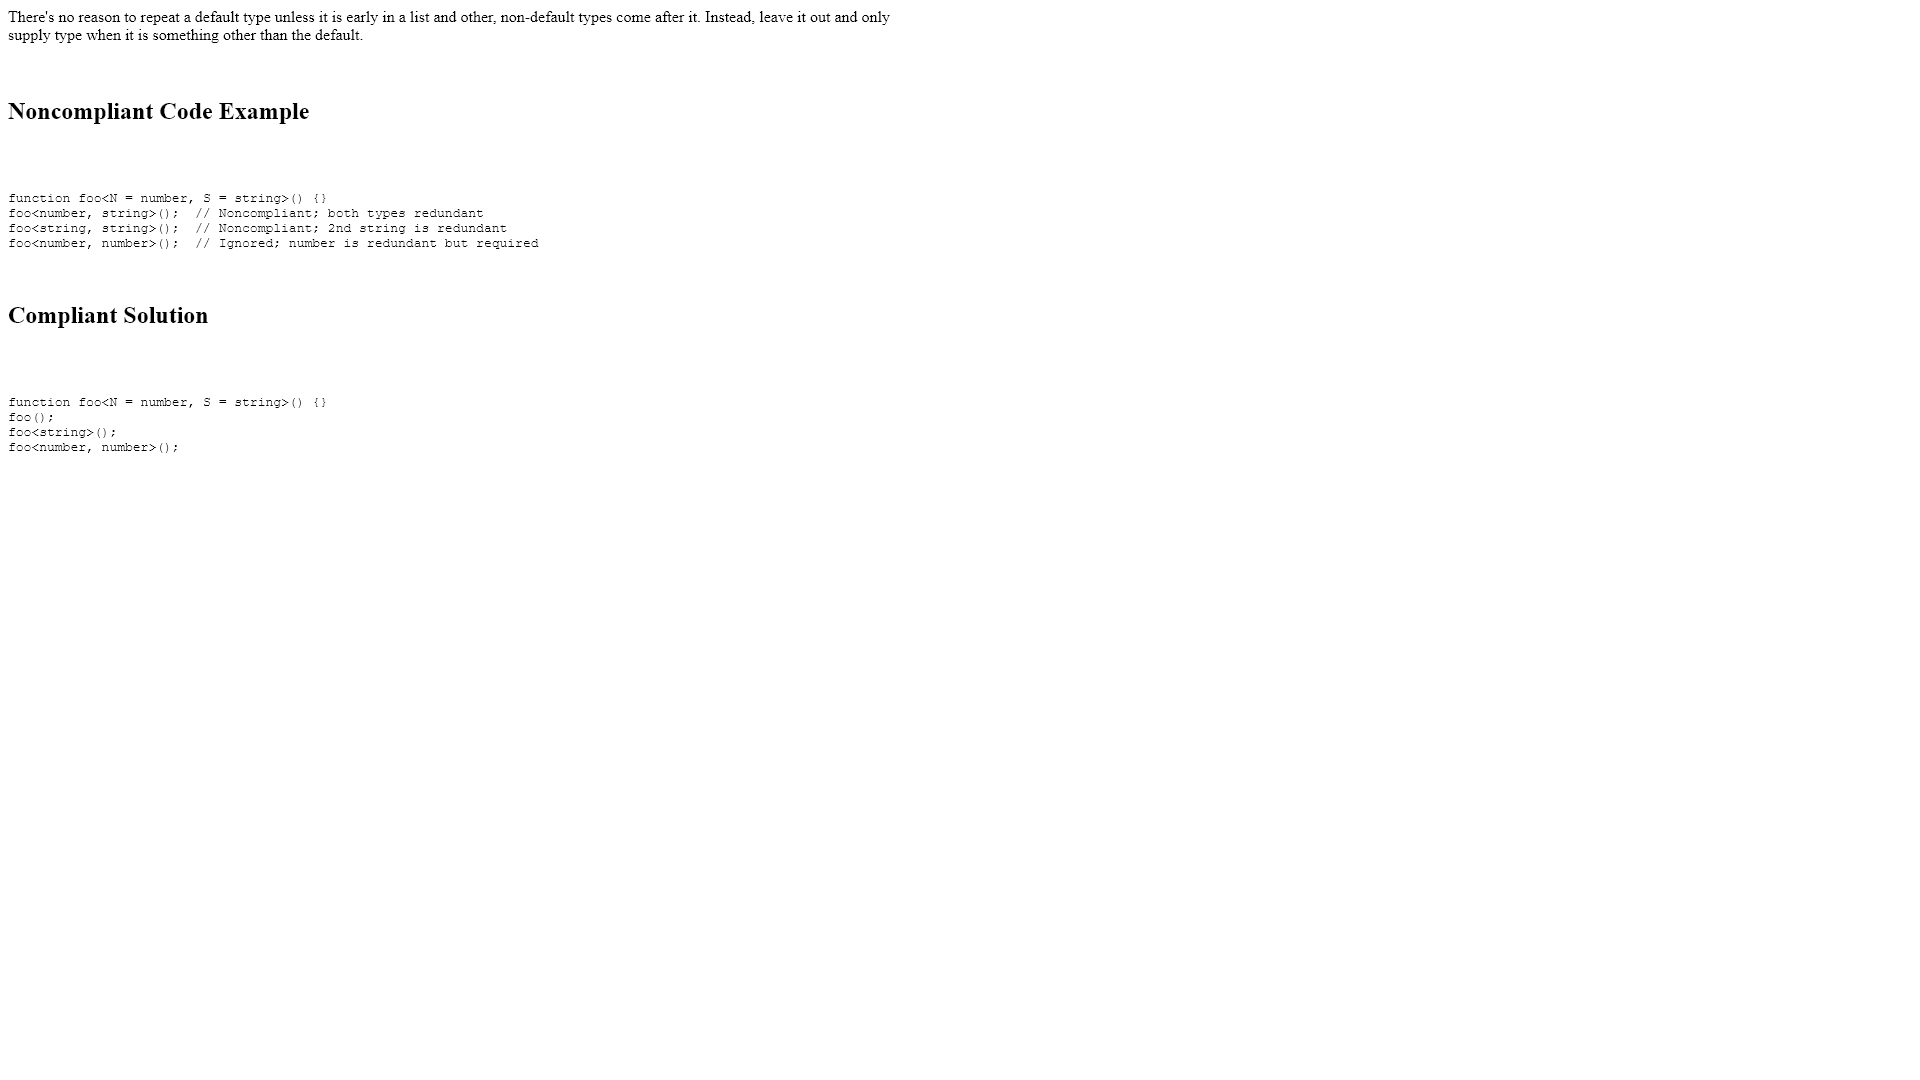 There's no reason to repeat a default type unless it is early in a list and other, non-default types come after it. Instead, leave it out and only
supply type when it is something other than the default.
Noncompliant Code Example
function foo<N = number, S = string>() {}
foo<number, string>();  // Noncompliant; both types redundant
foo<string, string>();  // Noncompliant; 2nd string is redundant
foo<number, number>();  // Ignored; number is redundant but required
Compliant Solution
function foo<N = number, S = string>() {}
foo();
foo<string>();
foo<number, number>();